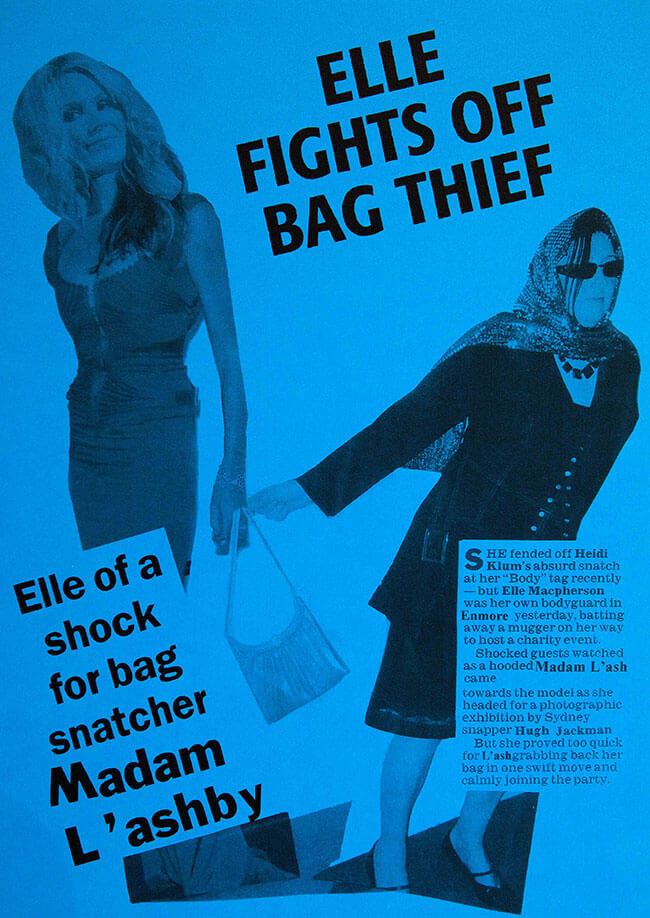 ELLE
FIGHTS OFF
BAG THIEF
Elle of a
shock
for bag
snatcher
Madam
L'ashby
SHE fended off Heidi
Klum's absurd snatch
at her "Body" tag recently
— but Elle Macpherson
was her own bodyguard in
Enmore yesterday, batting
away a mugger on her way
to host a charity event.
Shocked guests watched
as a hooded Madam L'ash
came
towards the model as she
headed for a photographic
exhibition by Sydney
snapper Hugh Jackman
But she proved too quick
for L'ashgrabbing back her
bag in one swift move and
calmly joining the party.